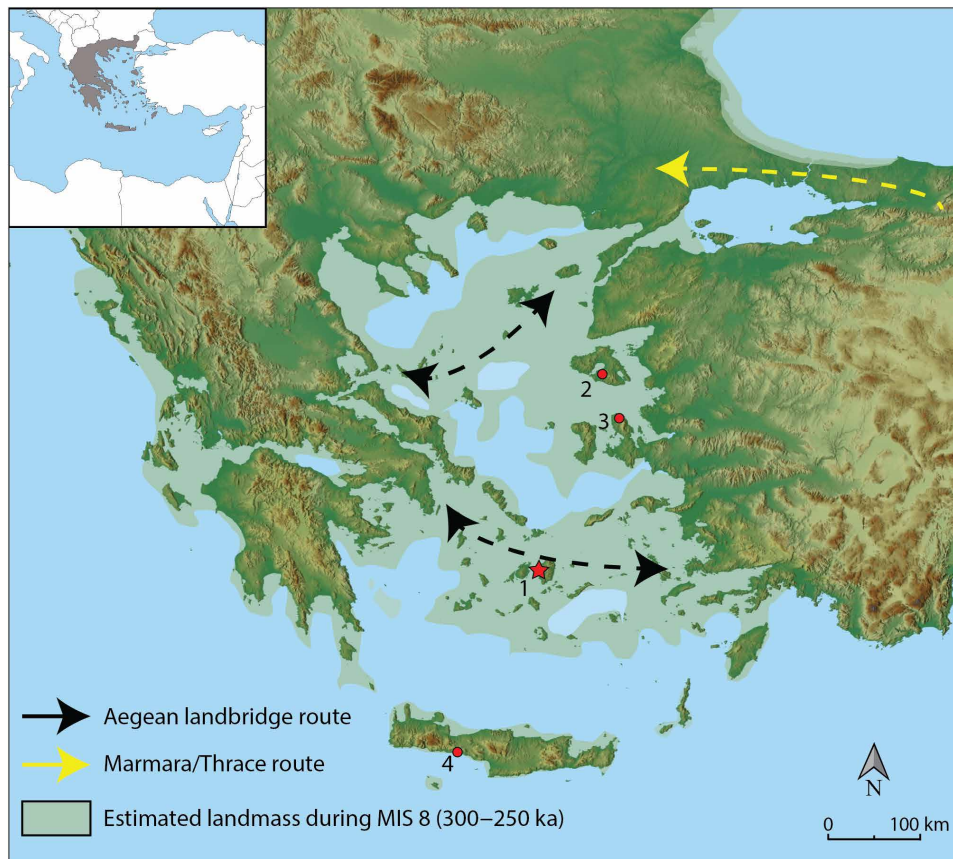 2
3
1
4
Aegean landbridge route
Marmara/Thrace route
Estimated landmass during MIS 8 (300–250 ka)
N
0 100 km